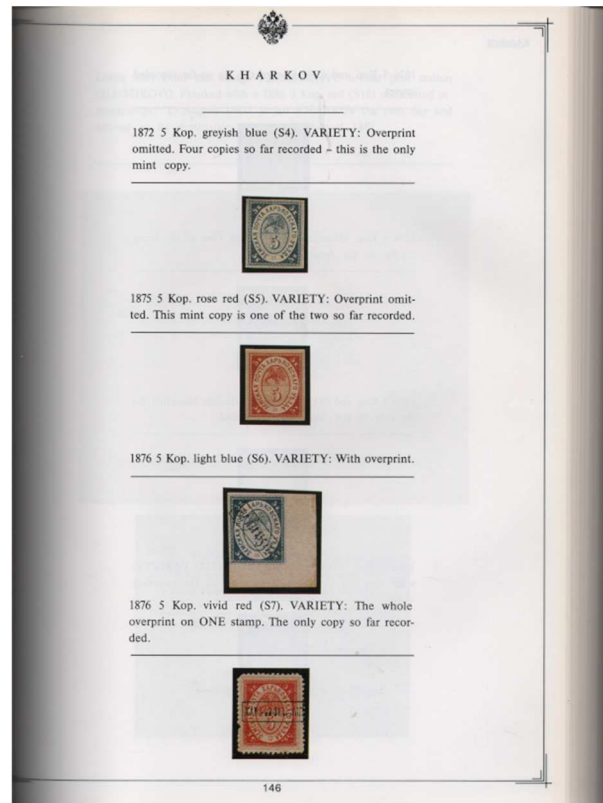 KHARKOV
1872 5 Kop. greyish blue (S4). VARIETY: Overprint
omitted. Four copies so far recorded – this is the only
mint copy.
5
1875 5 Kop. rose red (S5). VARIETY: Overprint omit-
ted. This mint copy is one of the two so far recorded.
5
1876 5 Kop. light blue (S6). VARIETY: With overprint.
1876 5 Kop. vivid red (S7). VARIETY: The whole
overprint on ONE stamp. The only copy so far recor-
ded.
146